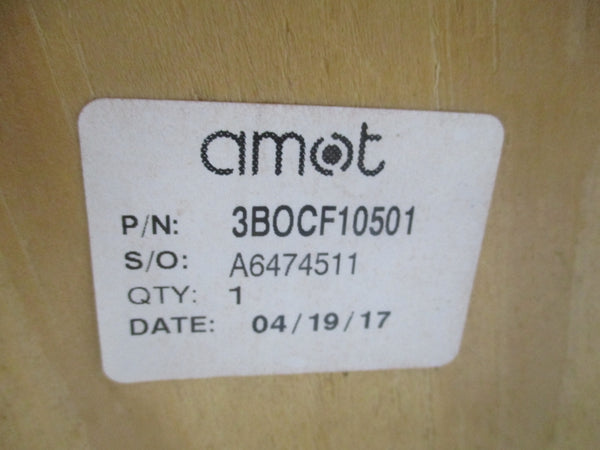 amot
P/N: 3BOCF10501
S/O: A6474511
QTY: 1
DATE: 04/19/17